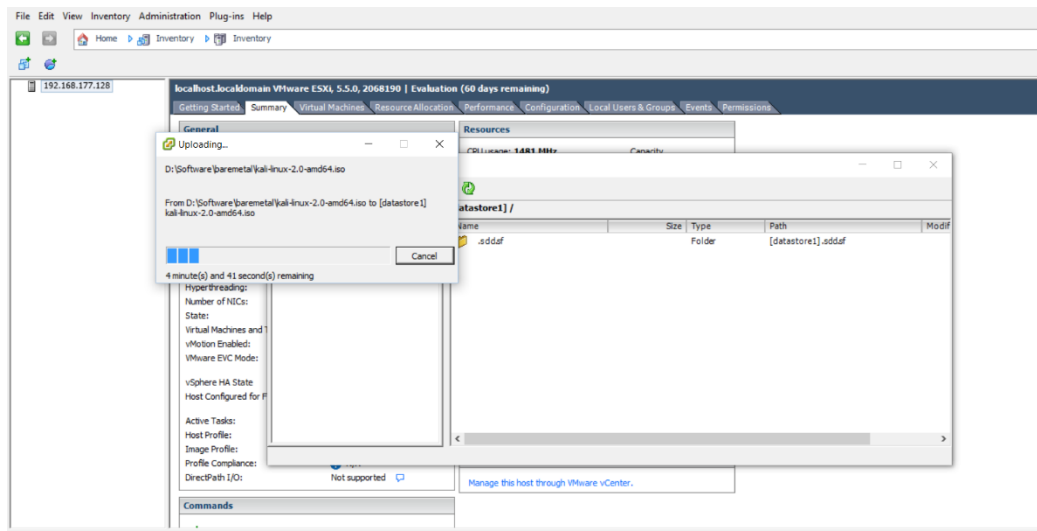 File Edit View Inventory Administration Plug-ins Help
Home Inventory Inventory
192.168.177.128
localhost.localdomain VMware ESXi, 5.5.0, 2068190 | Evaluation (60 days remaining)
Getting Started Summary Virtual Machines Resource Allocation Performance Configuration Local Users & Groups Events Permissions
General
Resources
CPU usage: 1481 MHz Capacity
Uploading...
D:\Software\baremetal\kali-linux-2.0-amd64.iso
From D:\Software\baremetal\kali-linux-2.0-amd64.iso to [datastore1]
kali-linux-2.0-amd64.iso
Cancel
4 minute(s) and 41 second(s) remaining
atastore1] /
Name Size Type Path Modif
.sdd.sf Folder [datastore1] .sdd.sf
Hyperthreading:
Number of NICs:
State:
Virtual Machines and T
vMotion Enabled:
VMware EVC Mode:
vSphere HA State
Host Configured for F
Active Tasks:
Host Profile:
Image Profile:
Profile Compliance:
DirectPath I/O: Not supported
Manage this host through VMware vCenter.
Commands